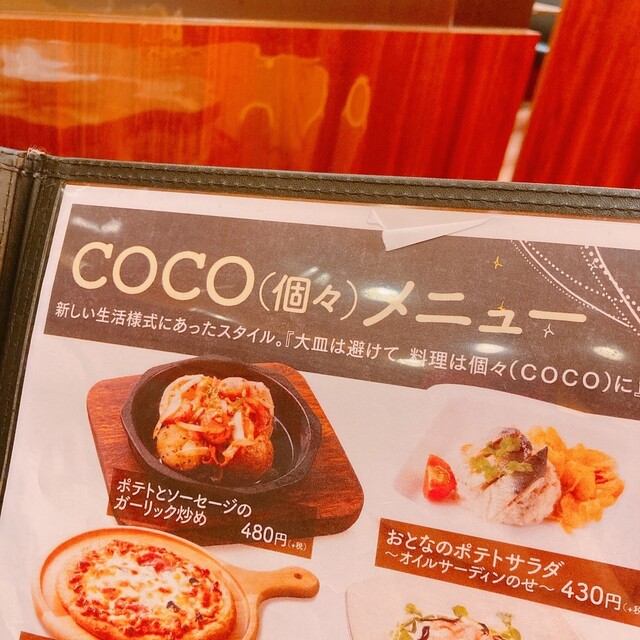 COCO(個々)メニュー
新しい生活様式にあったスタイル。『大皿は避けて、料理は個々(COCO)に』
ポテトとソーセージの
ガーリック炒め
480円(+税)
おとなのポテトサラダ
～オイルサーディンのせ～ 430円(+税)